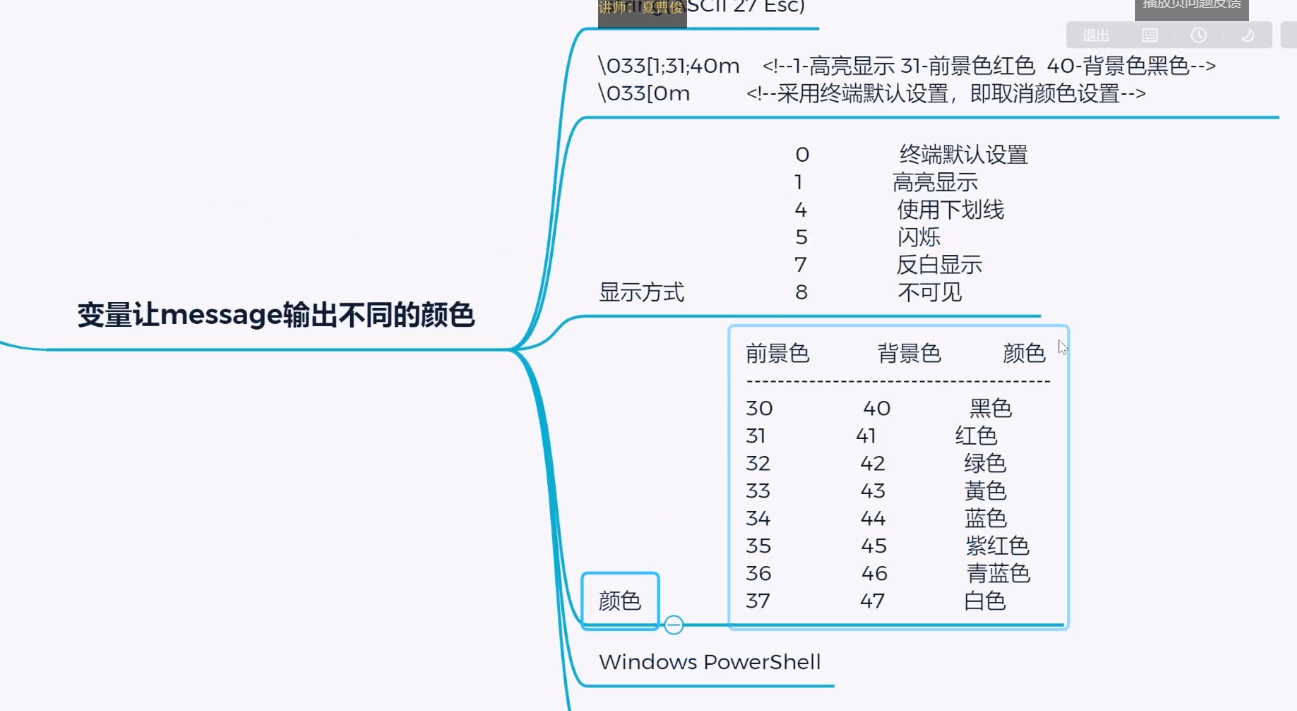 讲师：夏曹俊
SCII 27 Esc)
播放页问题反馈
退出
\033[1;31;40m    <!--1-高亮显示 31-前景色红色  40-背景色黑色-->
\033[0m          <!--采用终端默认设置，即取消颜色设置-->
0 终端默认设置
1 高亮显示
4 使用下划线
5 闪烁
7 反白显示
显示方式 8 不可见
变量让message输出不同的颜色
前景色 背景色 颜色
------------------------------------------
30 40 黑色
31 41 红色
32 42 绿色
33 43 黃色
34 44 蓝色
35 45 紫红色
36 46 青蓝色
37 47 白色
颜色
Windows PowerShell